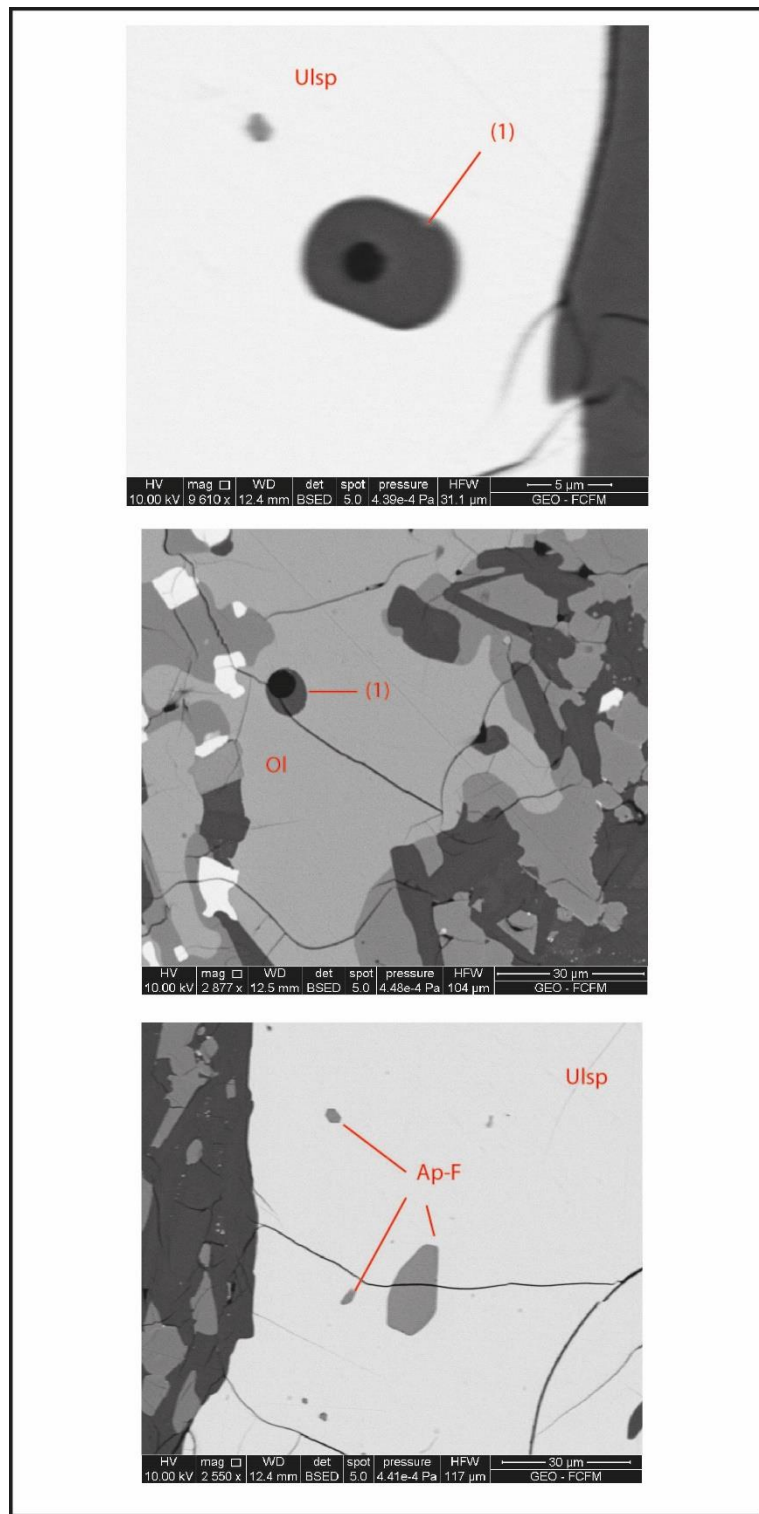 Ulsp
(1)
HV mag □ WD det spot pressure HFW 5 µm
10.00 kV 9 610 x 12.4 mm BSED 5.0 4.39e-4 Pa 31.1 µm GEO - FCFM
(1)
Ol
HV mag □ WD det spot pressure HFW 30 µm
10.00 kV 2 877 x 12.5 mm BSED 5.0 4.48e-4 Pa 104 µm GEO - FCFM
Ulsp
Ap-F
HV mag □ WD det spot pressure HFW 30 µm
10.00 kV 2 550 x 12.4 mm BSED 5.0 4.41e-4 Pa 117 µm GEO - FCFM